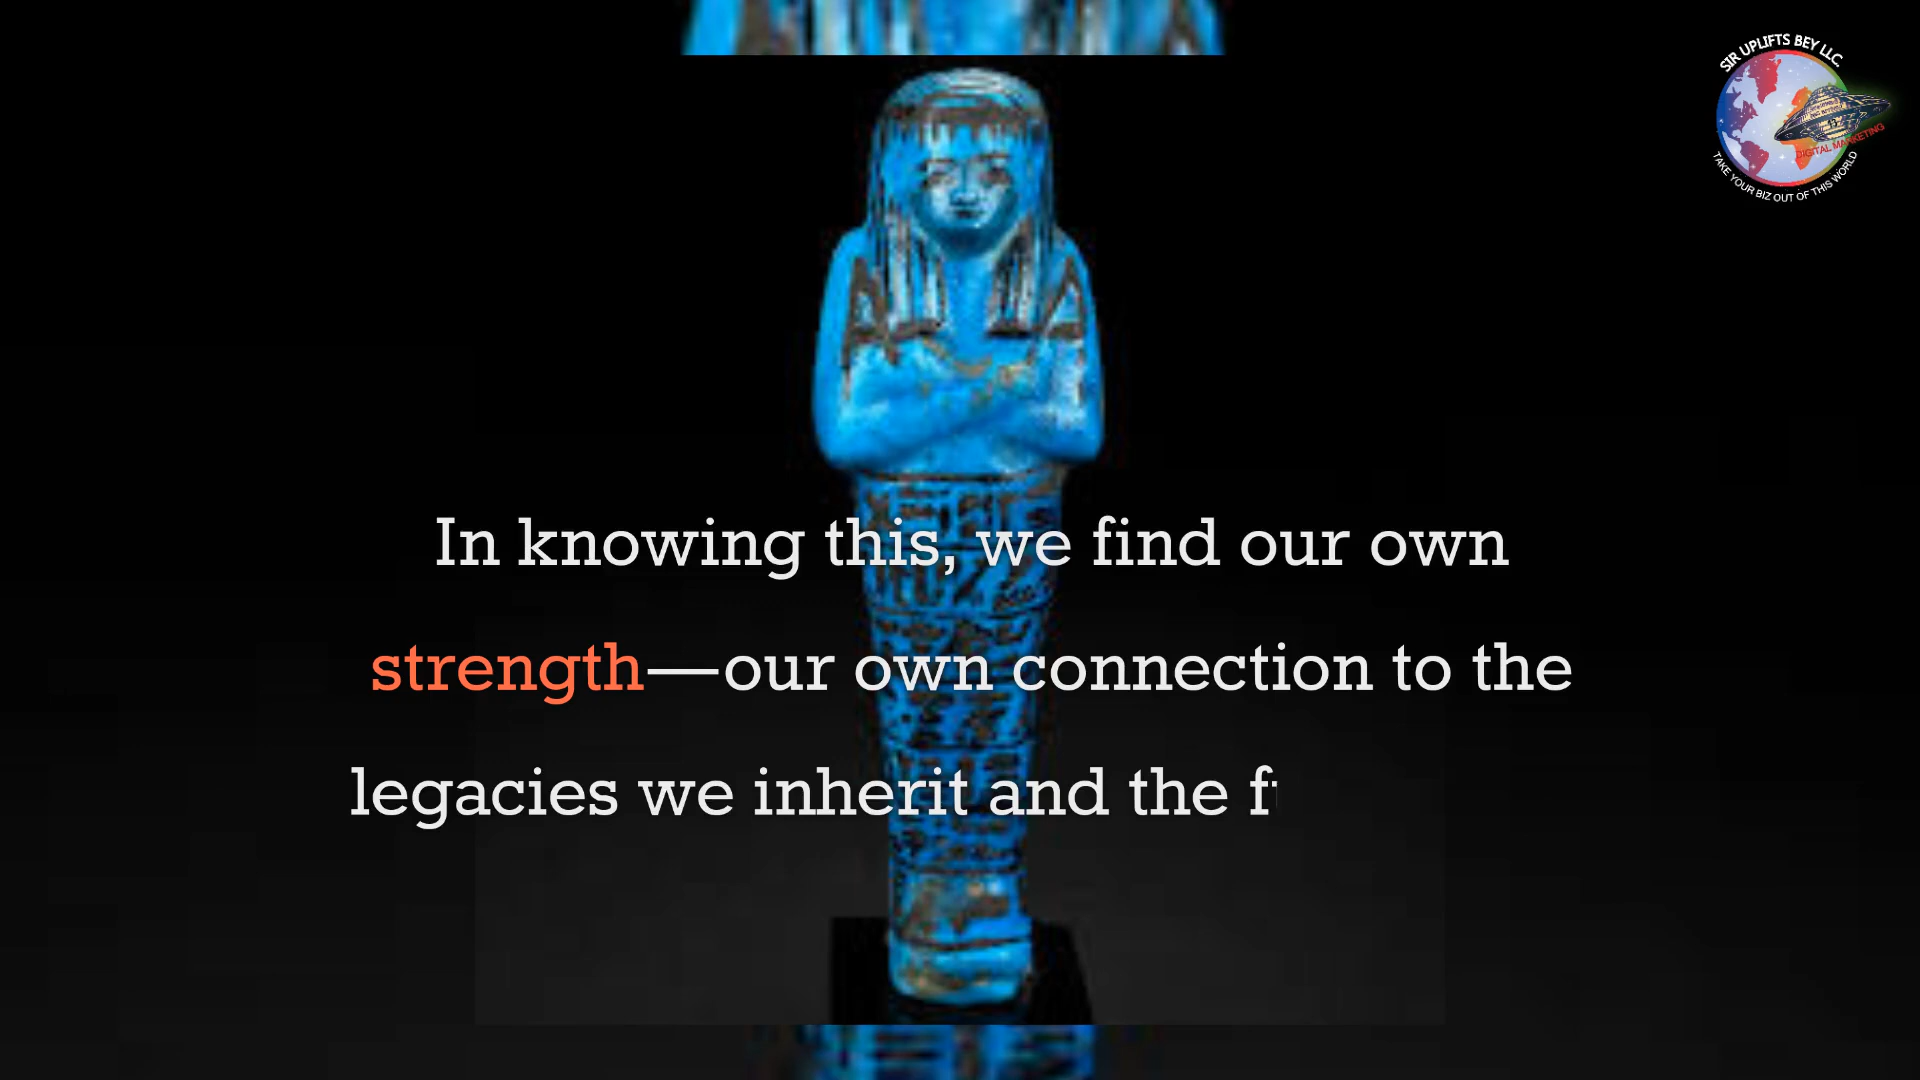 SIR UPLIFTS BEY LLC.
DIGITAL MARKETING
TAKE YOUR BIZ OUT OF THIS WORLD
In knowing this, we find our own
strength—our own connection to the
legacies we inherit and the